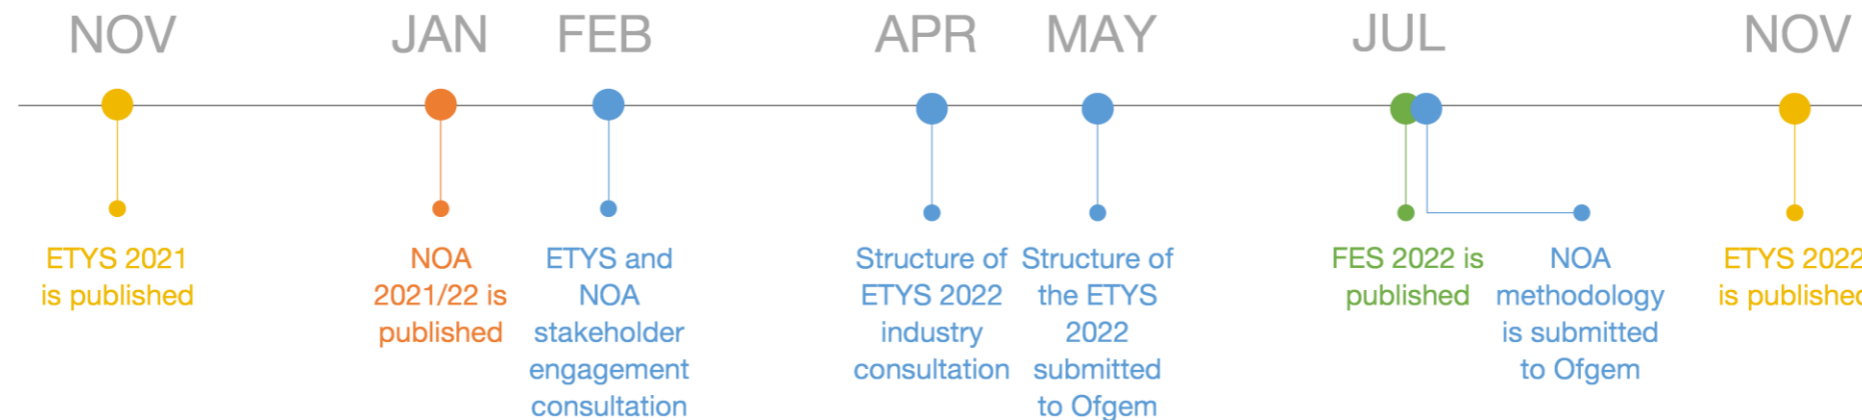 NOV
JAN
FEB
APR
MAY
JUL
NOV
ETYS 2021
is published
NOA
2021/22 is
published
ETYS and
NOA
stakeholder
engagement
consultation
Structure of
ETYS 2022
industry
consultation
Structure of
the ETYS
2022
submitted
to Ofgem
FES 2022 is
published
NOA
methodology
is submitted
to Ofgem
ETYS 2022
is published